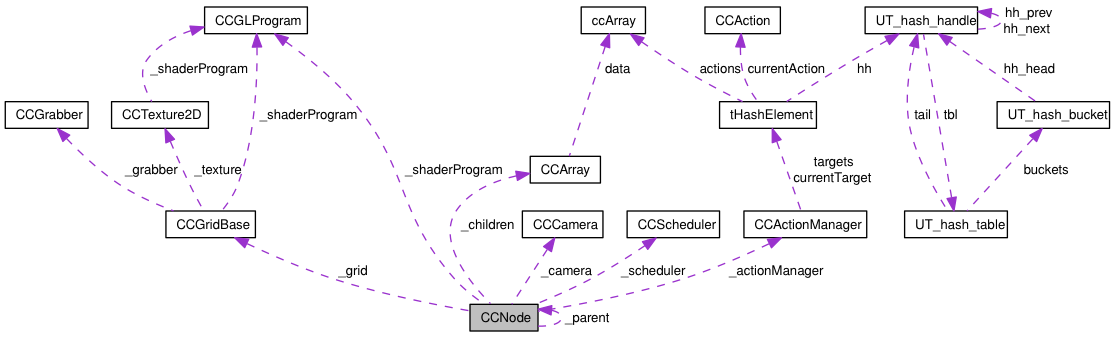 CCGLProgram
ccArray
CCAction
UT_hash_handle
hh_prev
hh_next
_shaderProgram
data
actions
currentAction
hh
hh_head
CCGrabber
CCTexture2D
_shaderProgram
tHashElement
tail
tbl
UT_hash_bucket
_grabber
_texture
_shaderProgram
CCArray
targets
currentTarget
buckets
CCGridBase
_children
CCCamera
CCScheduler
CCActionManager
UT_hash_table
_grid
_camera
_scheduler
_actionManager
CCNode
_parent